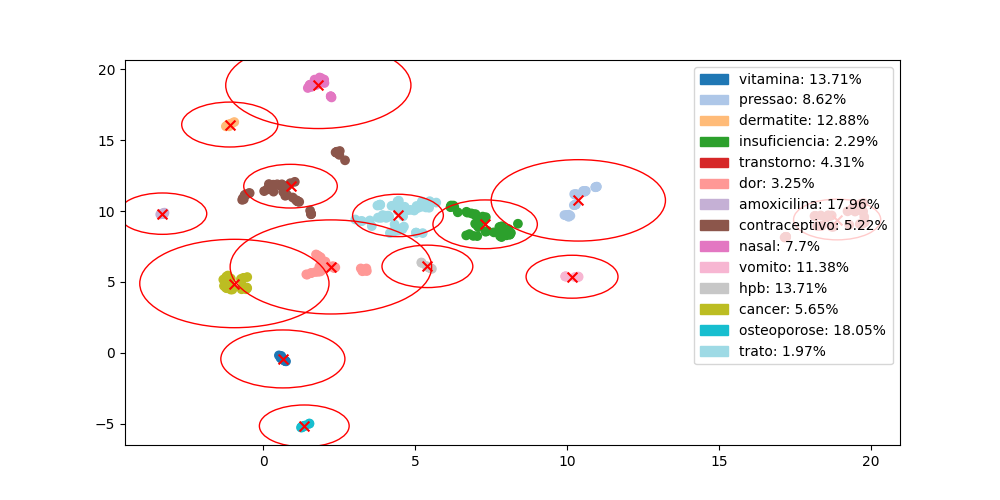 20
15
10
5
0
−5
0
5
10
15
20
vitamina: 13.71%
pressao: 8.62%
dermatite: 12.88%
insuficiencia: 2.29%
transtorno: 4.31%
dor: 3.25%
amoxicilina: 17.96%
contraceptivo: 5.22%
nasal: 7.7%
vomito: 11.38%
hpb: 13.71%
cancer: 5.65%
osteoporose: 18.05%
trato: 1.97%